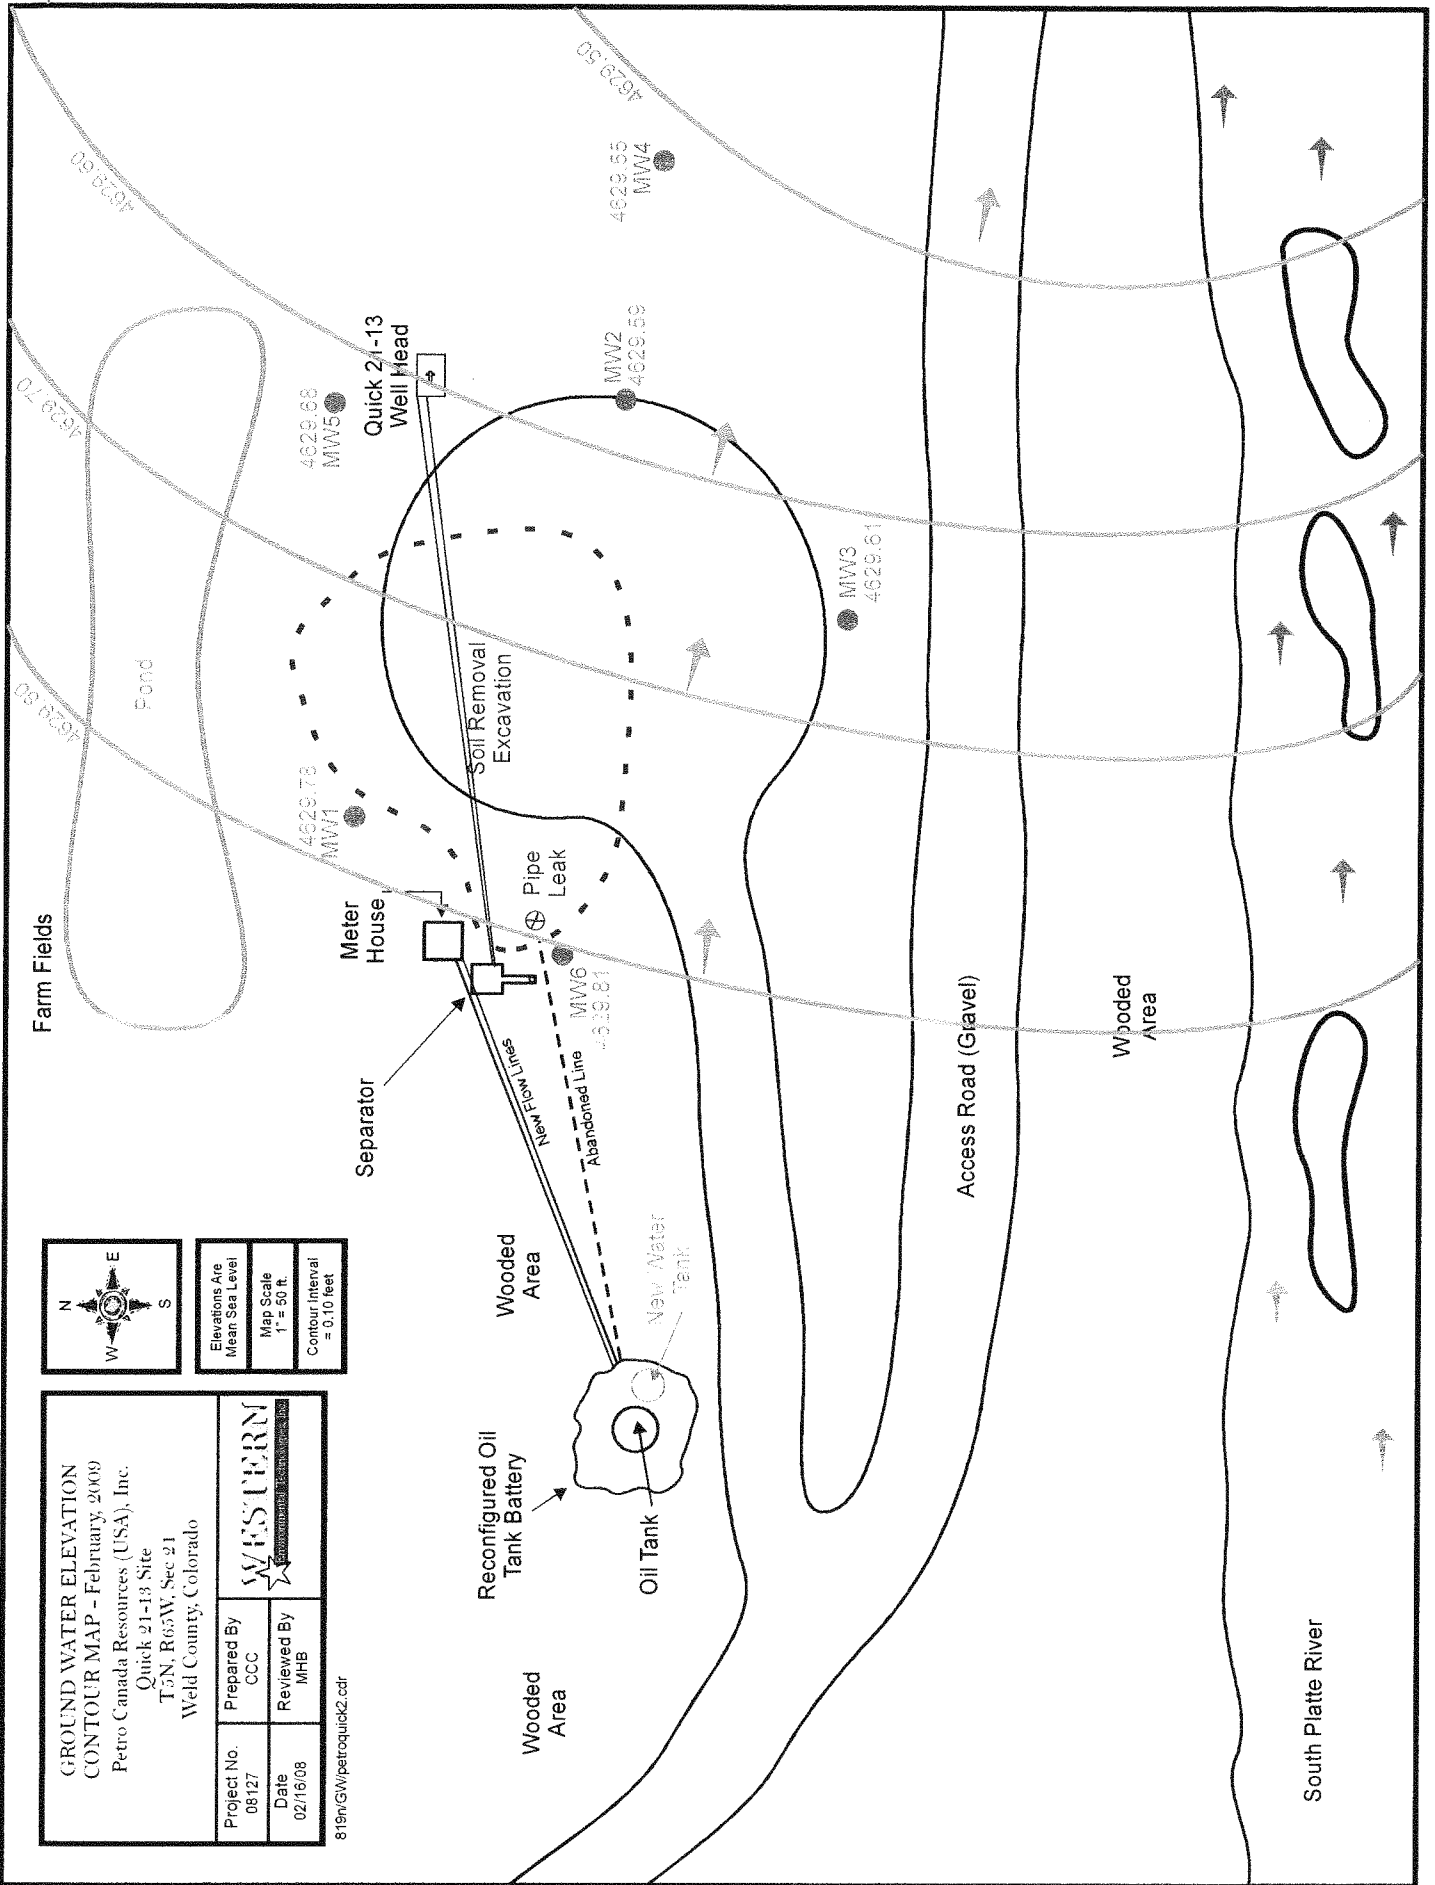 GROUND WATER ELEVATION
CONTOUR MAP - February, 2009
Petro Canada Resources (USA), Inc.
Quick 21-13 Site
T5N, R65W, Sec 21
Weld County, Colorado
Project No.
08127
Prepared By
CCC
Date
02/16/08
Reviewed By
MHB
WESTERN
819n/GW/petroquick2.cdr
N
W
E
S
Elevations Are
Mean Sea Level
Map Scale
1" = 50 ft.
Contour Interval
= 0.10 feet
Farm Fields
Pond
4629.80
4629.70
4629.60
4629.50
Separator
Meter
House
4629.78
MW1
4629.68
MW5
Quick 21-13
Well Head
Soil Removal
Excavation
Pipe
Leak
MW6
4629.81
New Flow Lines
Abandoned Line
MW2
4629.59
4629.55
MW4
MW3
4629.61
Reconfigured Oil
Tank Battery
Oil Tank
New Water
Tank
Wooded
Area
Wooded
Area
Access Road (Gravel)
Wooded
Area
South Platte River